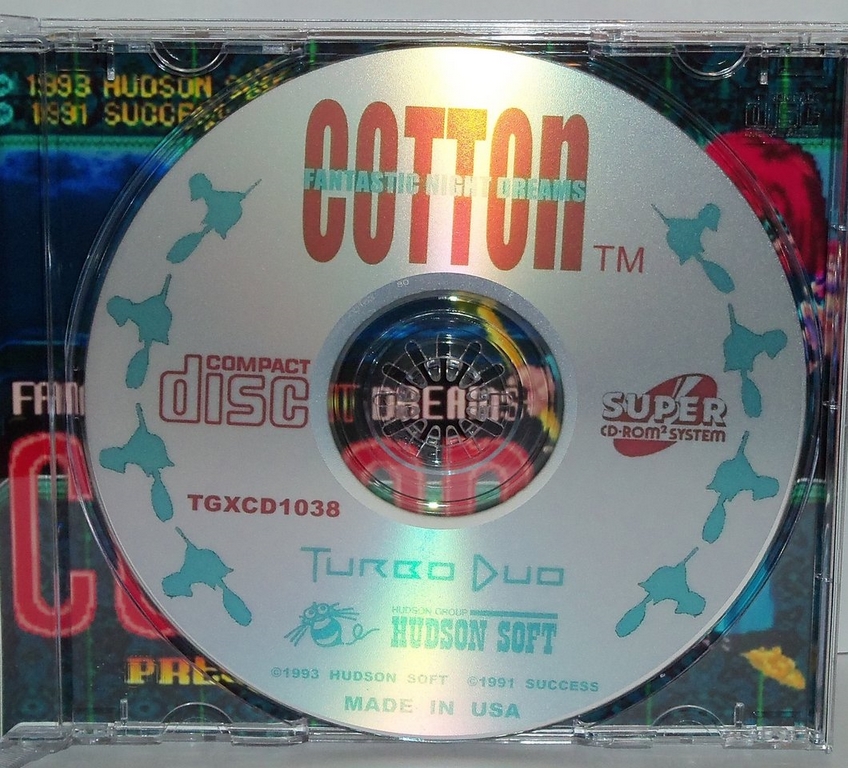 © 1993 HUDSON
© 1991 SUCCE
COTTON
FANTASTIC NIGHT DREAMS
TM
COMPACT
disc
SUPER
CD-ROM² SYSTEM
TGXCD1038
TURBO DUO
HUDSON GROUP
HUDSON SOFT
©1993 HUDSON SOFT ©1991 SUCCESS
MADE IN USA